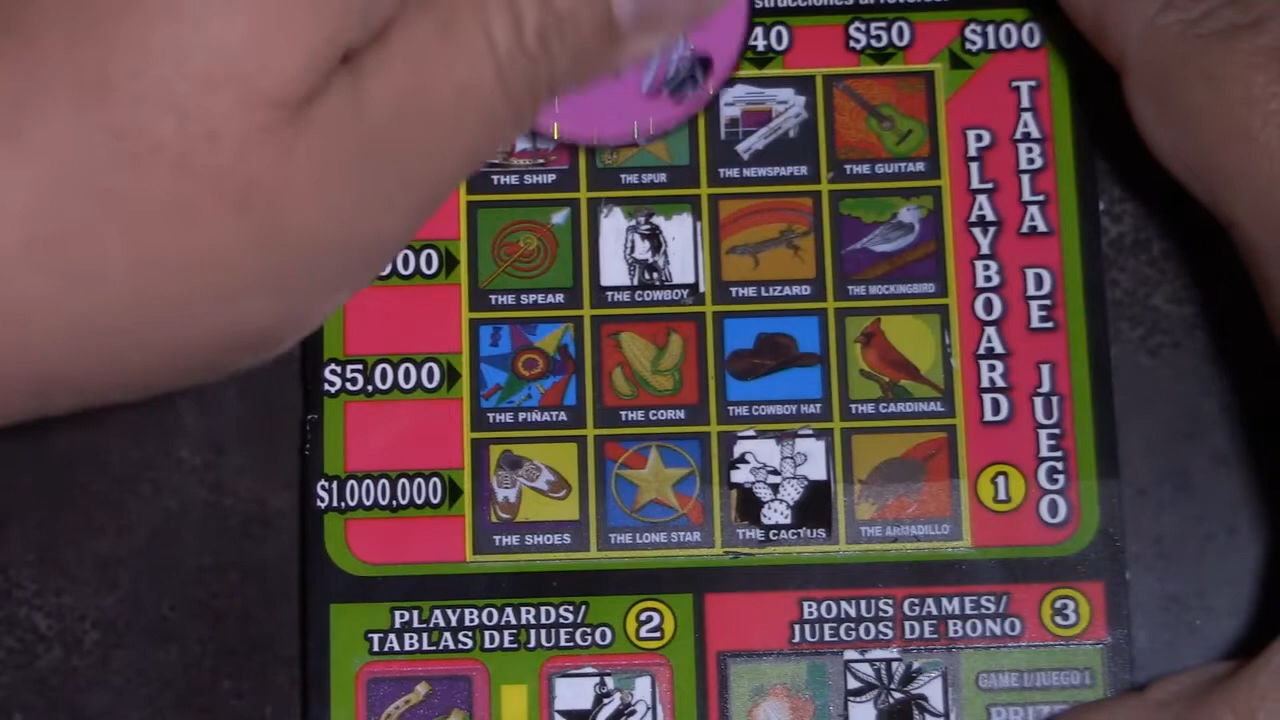 $50
$100
THE SHIP
THE SPUR
THE NEWSPAPER
THE GUITAR
THE SPEAR
THE COWBOY
THE LIZARD
THE MOCKINGBIRD
$5,000
THE PIÑATA
THE CORN
THE COWBOY HAT
THE CARDINAL
$1,000,000
THE SHOES
THE LONE STAR
THE CACTUS
THE ARMADILLO
PLAYBOARD
TABLA DE JUEGO
1
PLAYBOARDS/
TABLAS DE JUEGO
2
BONUS GAMES/
JUEGOS DE BONO
3
GAME 1/JUEGO 1